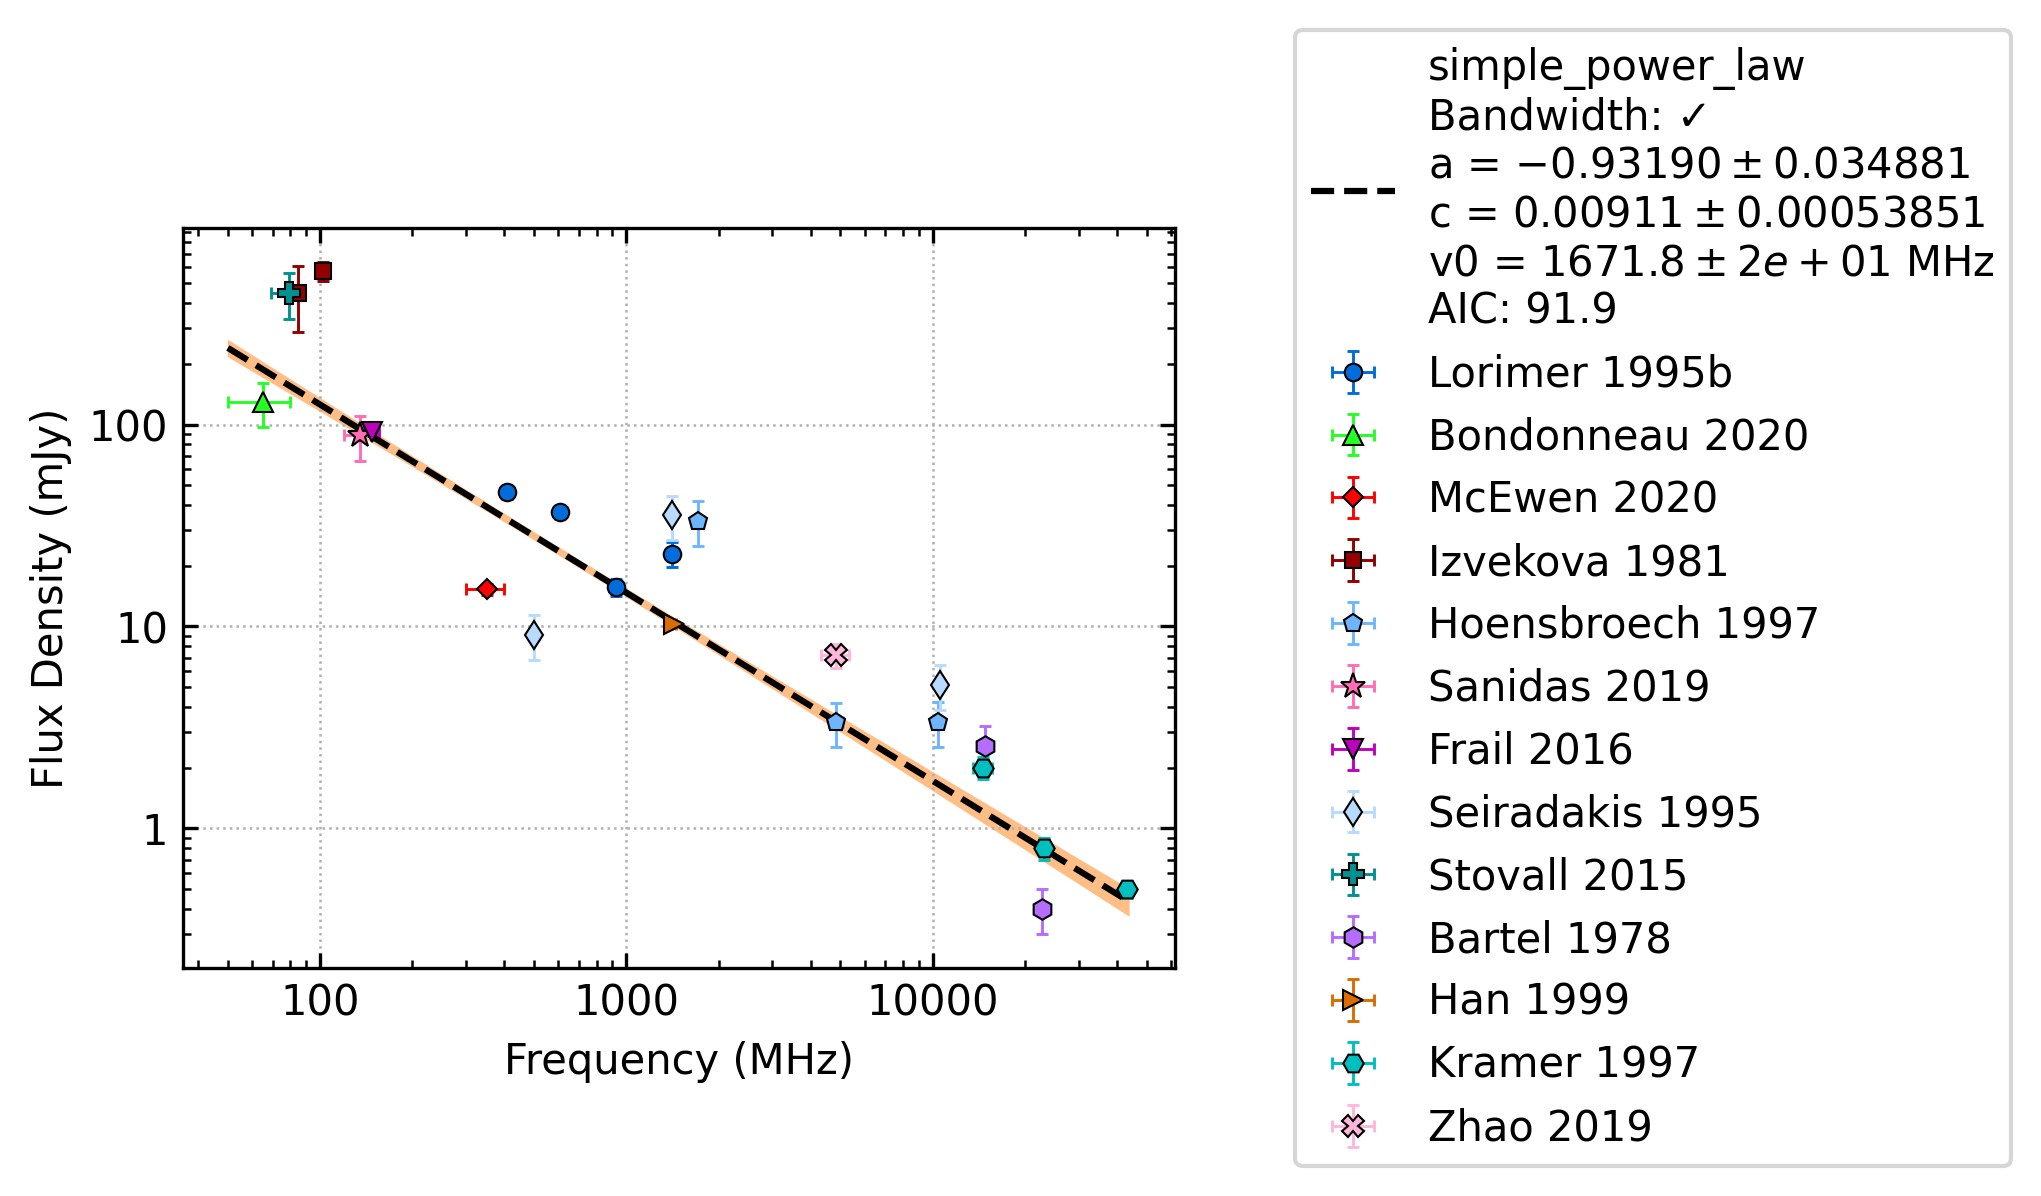 simple_power_law
Bandwidth: ✓
a = −0.93190 ± 0.034881
c = 0.00911 ± 0.00053851
v0 = 1671.8 ± 2e + 01 MHz
AIC: 91.9
Lorimer 1995b
Bondonneau 2020
McEwen 2020
Izvekova 1981
Hoensbroech 1997
Sanidas 2019
Frail 2016
Seiradakis 1995
Stovall 2015
Bartel 1978
Han 1999
Kramer 1997
Zhao 2019
Flux Density (mJy)
100
10
1
100
1000
10000
Frequency (MHz)